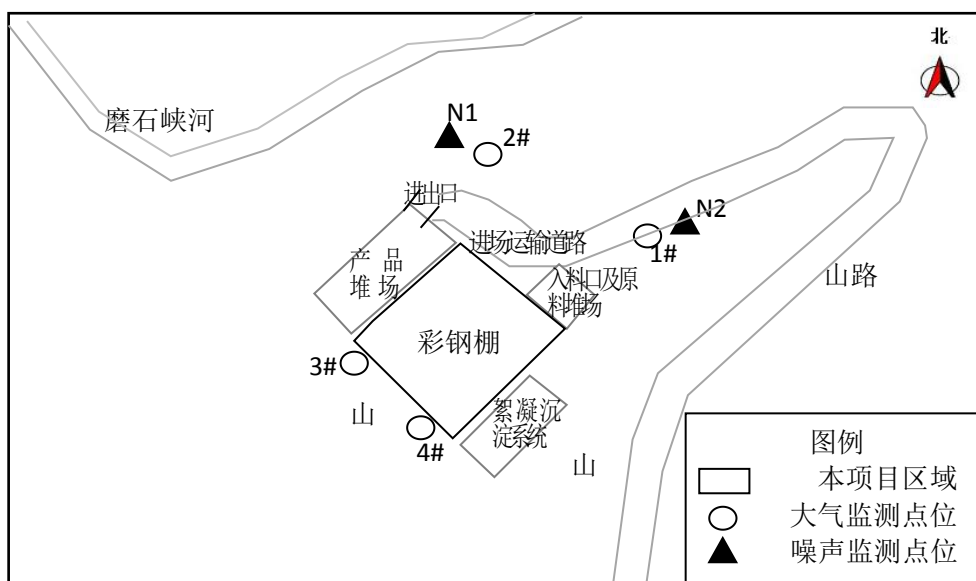 北
磨石峡河
N1
2#
进出口
N2
1#
进场运输道路
产 品
堆 场
入料口及原
料堆场
山路
彩钢棚
3#
山
4#
絮凝沉
淀系统
山
图例
本项目区域
大气监测点位
噪声监测点位